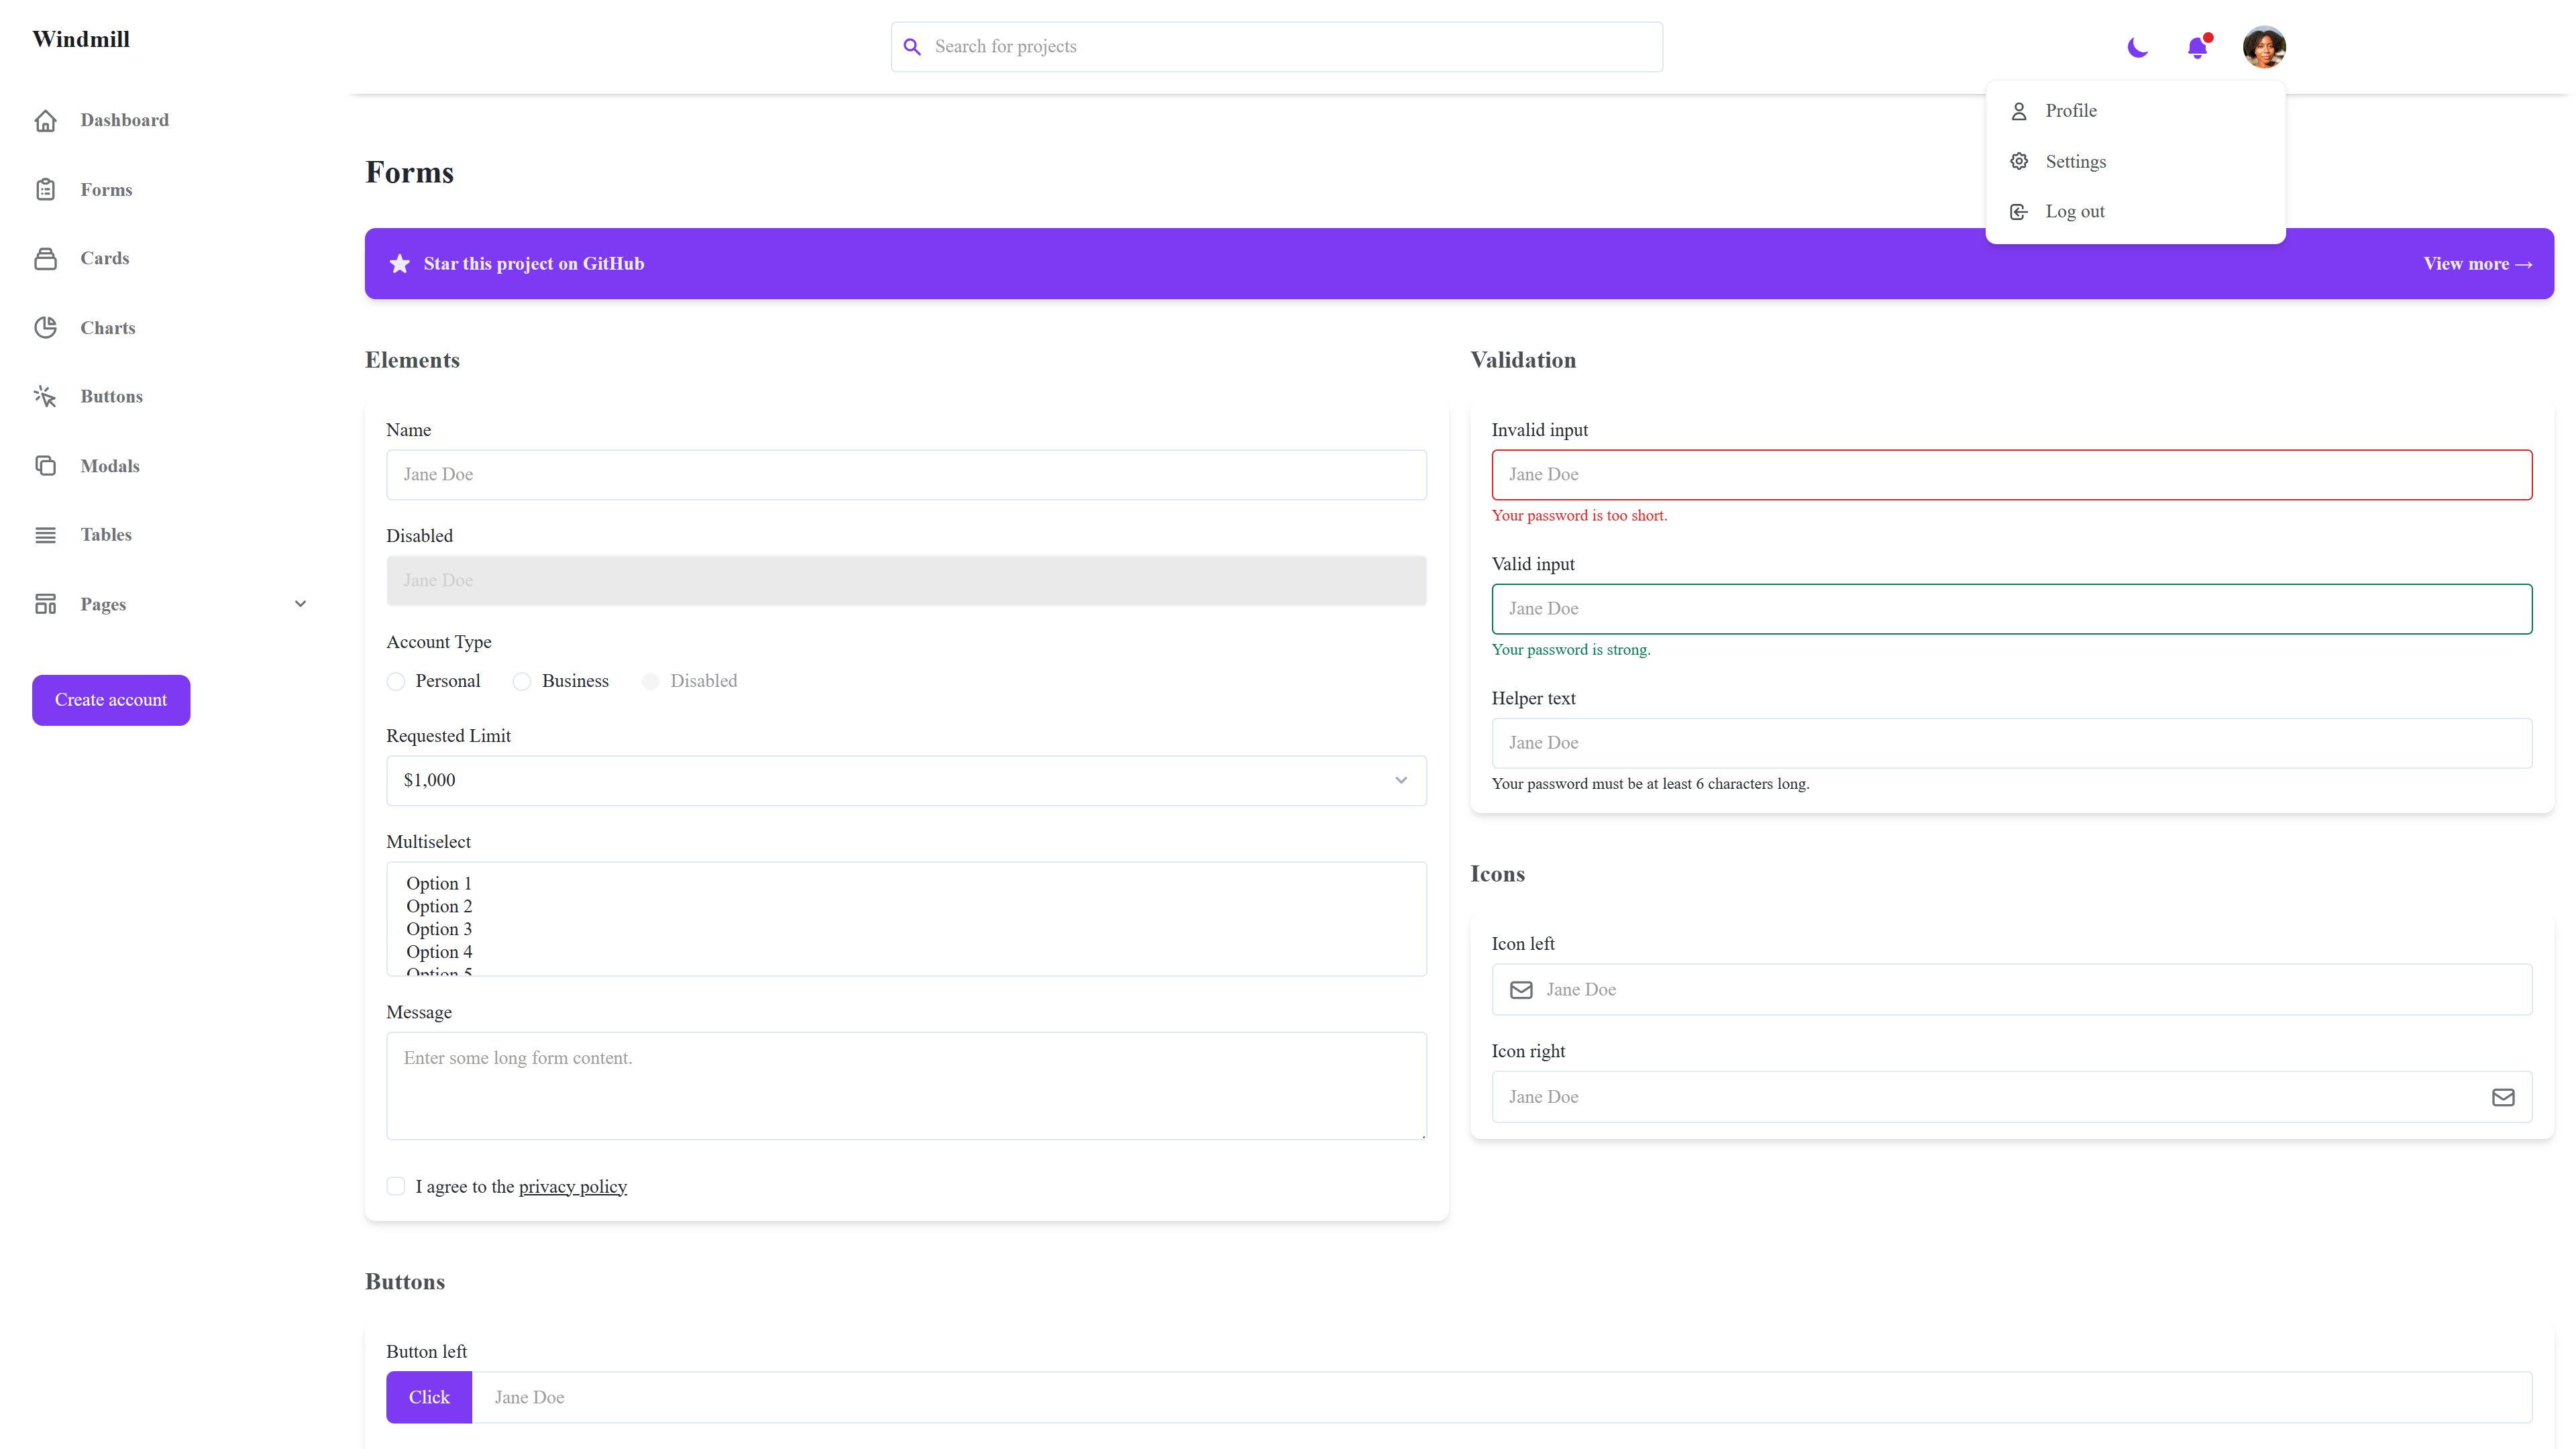 Windmill
Search for projects
Dashboard
Forms
Cards
Charts
Buttons
Modals
Tables
Pages
Create account
Profile
Settings
Log out
Forms
Star this project on GitHub
View more →
Elements
Name
Jane Doe
Disabled
Jane Doe
Account Type
Personal
Business
Disabled
Requested Limit
$1,000
Multiselect
Option 1
Option 2
Option 3
Option 4
Option 5
Message
Enter some long form content.
I agree to the privacy policy
Validation
Invalid input
Jane Doe
Your password is too short.
Valid input
Jane Doe
Your password is strong.
Helper text
Jane Doe
Your password must be at least 6 characters long.
Icons
Icon left
Jane Doe
Icon right
Jane Doe
Buttons
Button left
Click
Jane Doe